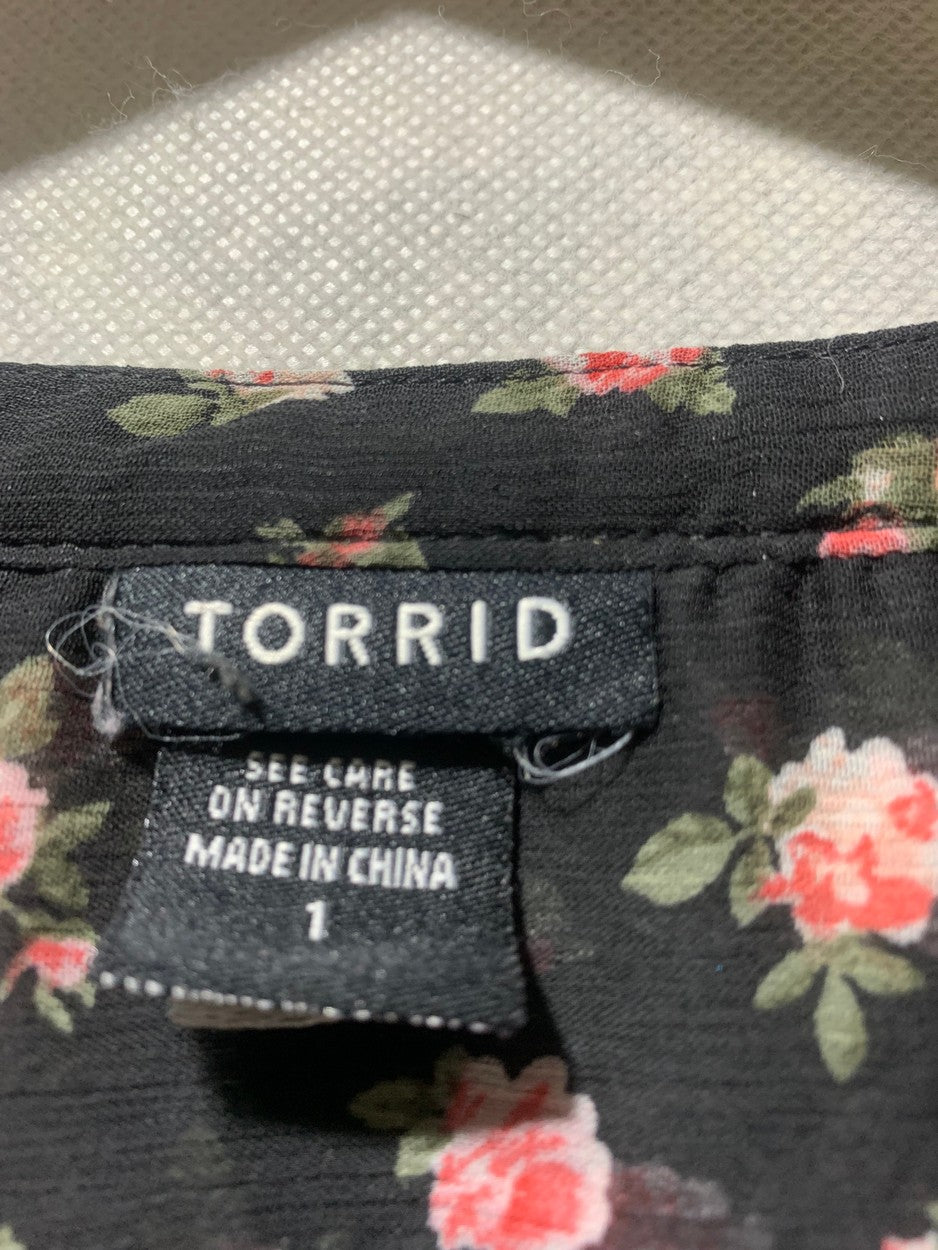 TORRID
SEE CARE
ON REVERSE
MADE IN CHINA
1